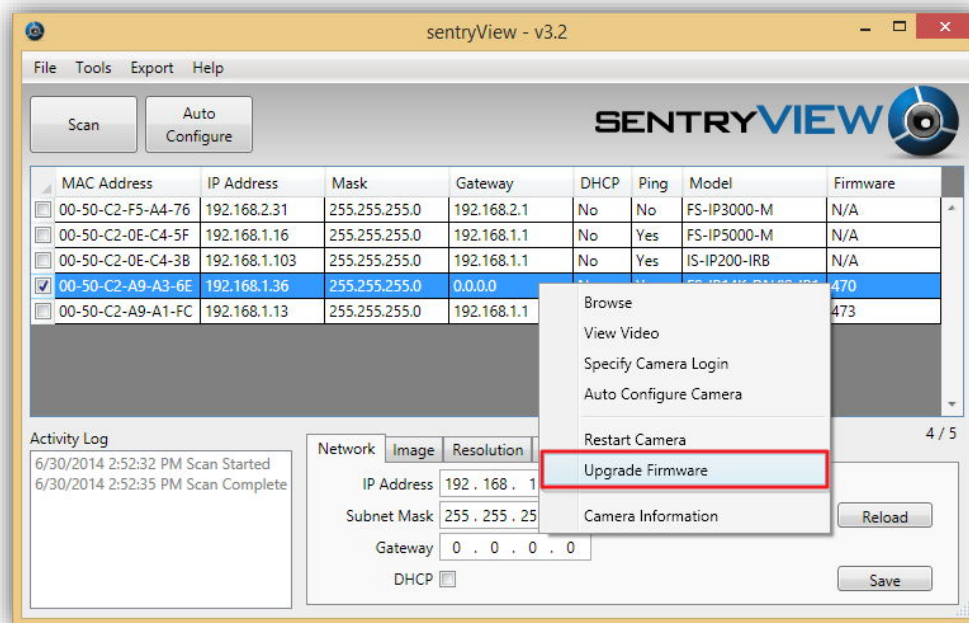 sentryView - v3.2
File Tools Export Help
Scan
Auto
Configure
SENTRYVIEW
MAC Address IP Address Mask Gateway DHCP Ping Model Firmware
00-50-C2-F5-A4-76 192.168.2.31 255.255.255.0 192.168.2.1 No No FS-IP3000-M N/A
00-50-C2-0E-C4-5F 192.168.1.16 255.255.255.0 192.168.1.1 No Yes FS-IP5000-M N/A
00-50-C2-0E-C4-3B 192.168.1.103 255.255.255.0 192.168.1.1 No Yes IS-IP200-IRB N/A
00-50-C2-A9-A3-6E 192.168.1.36 255.255.255.0 0.0.0.0 470
00-50-C2-A9-A1-FC 192.168.1.13 255.255.255.0 192.168.1.1 473
Browse
View Video
Specify Camera Login
Auto Configure Camera
Restart Camera
Upgrade Firmware
Camera Information
4 / 5
Activity Log
6/30/2014 2:52:32 PM Scan Started
6/30/2014 2:52:35 PM Scan Complete
Network Image Resolution
IP Address 192 . 168 . 1
Subnet Mask 255 . 255 . 25
Gateway 0 . 0 . 0 . 0
DHCP
Reload
Save